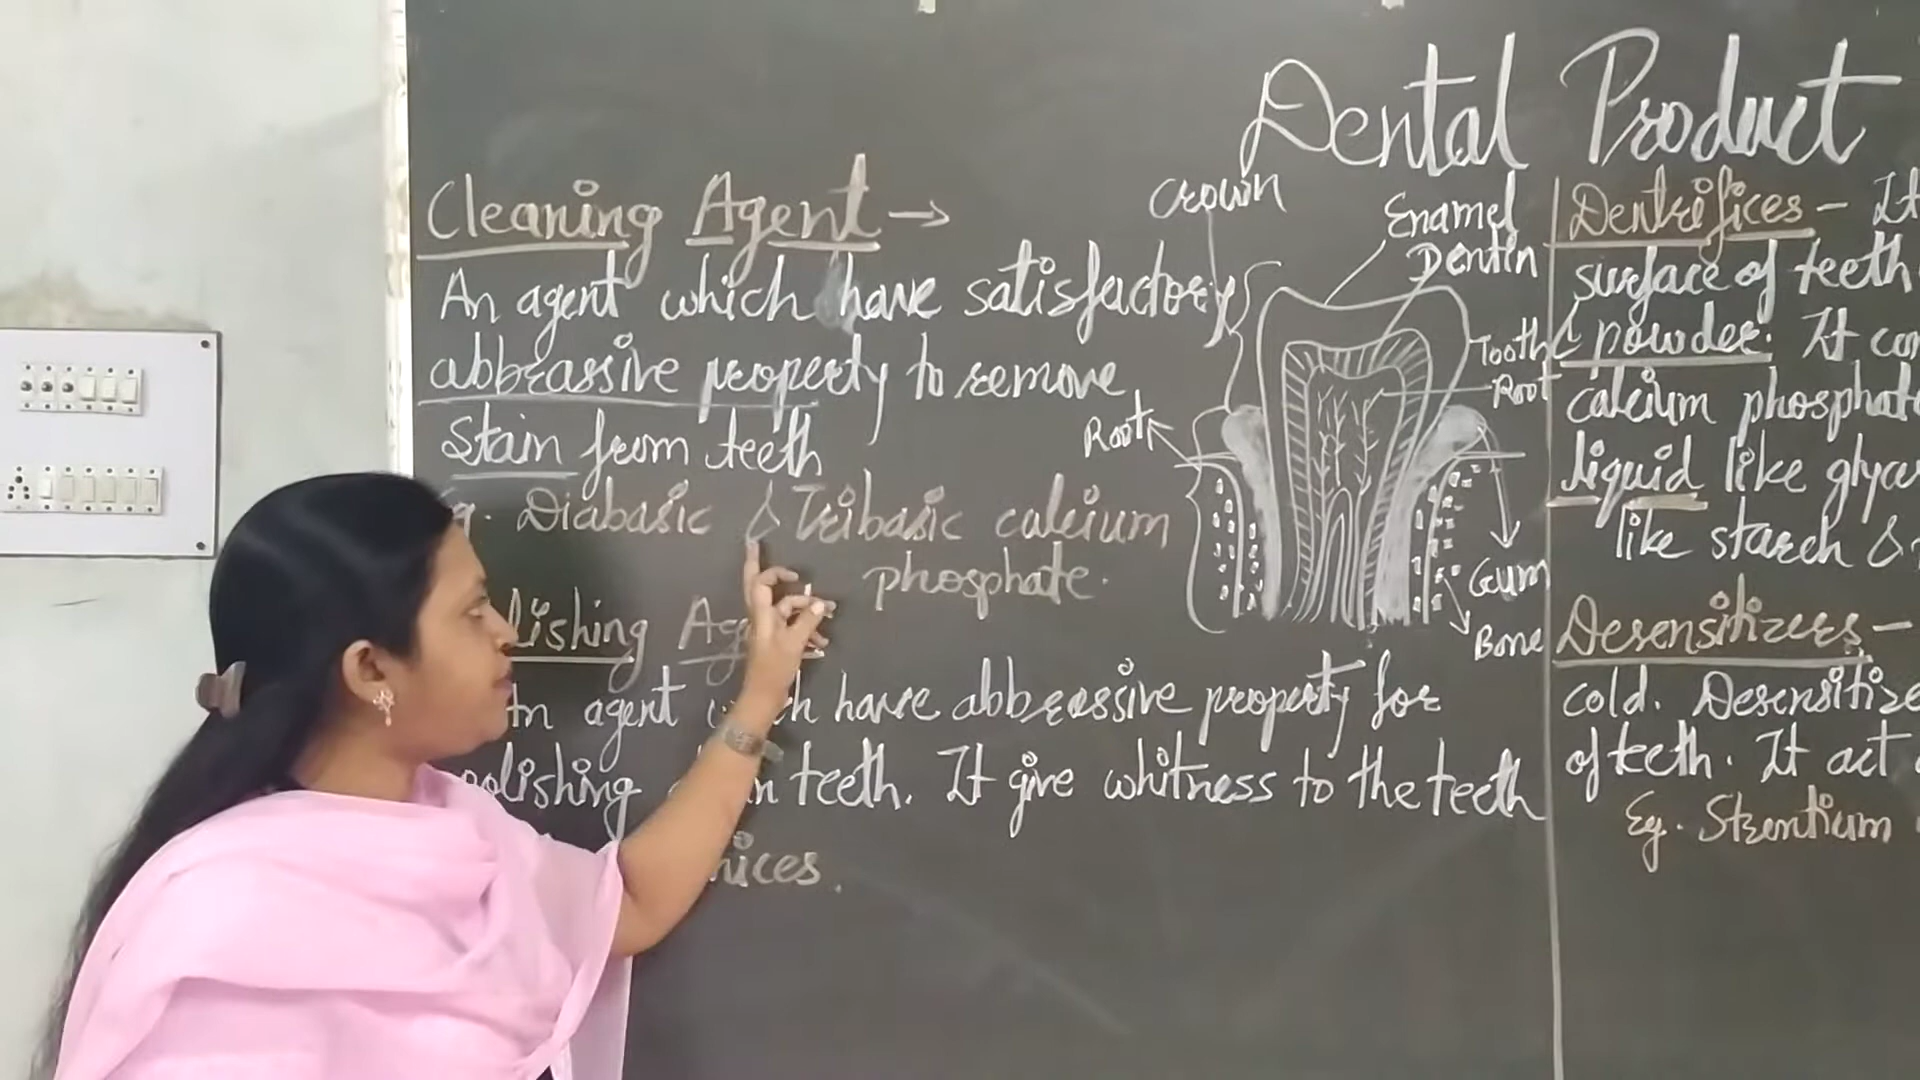 Dental Product
Cleaning Agent →
An agent which have satisfactory
abbrassive property to remove
stain from teeth
Diabasic & Tribasic calcium
phosphate.
lishing
agent have abbrassive property for
polishing teeth. It give whitness to the teeth
Crown
Enamel
Dentin
Tooth
Root
Root
Gum
Bone
Dentrifices - It
surface of teeth
powder. It
calcium phosphate
liquid like
like starch &
Desensitizers -
cold. Desensitize
of teeth. It act
Eg. Strontium